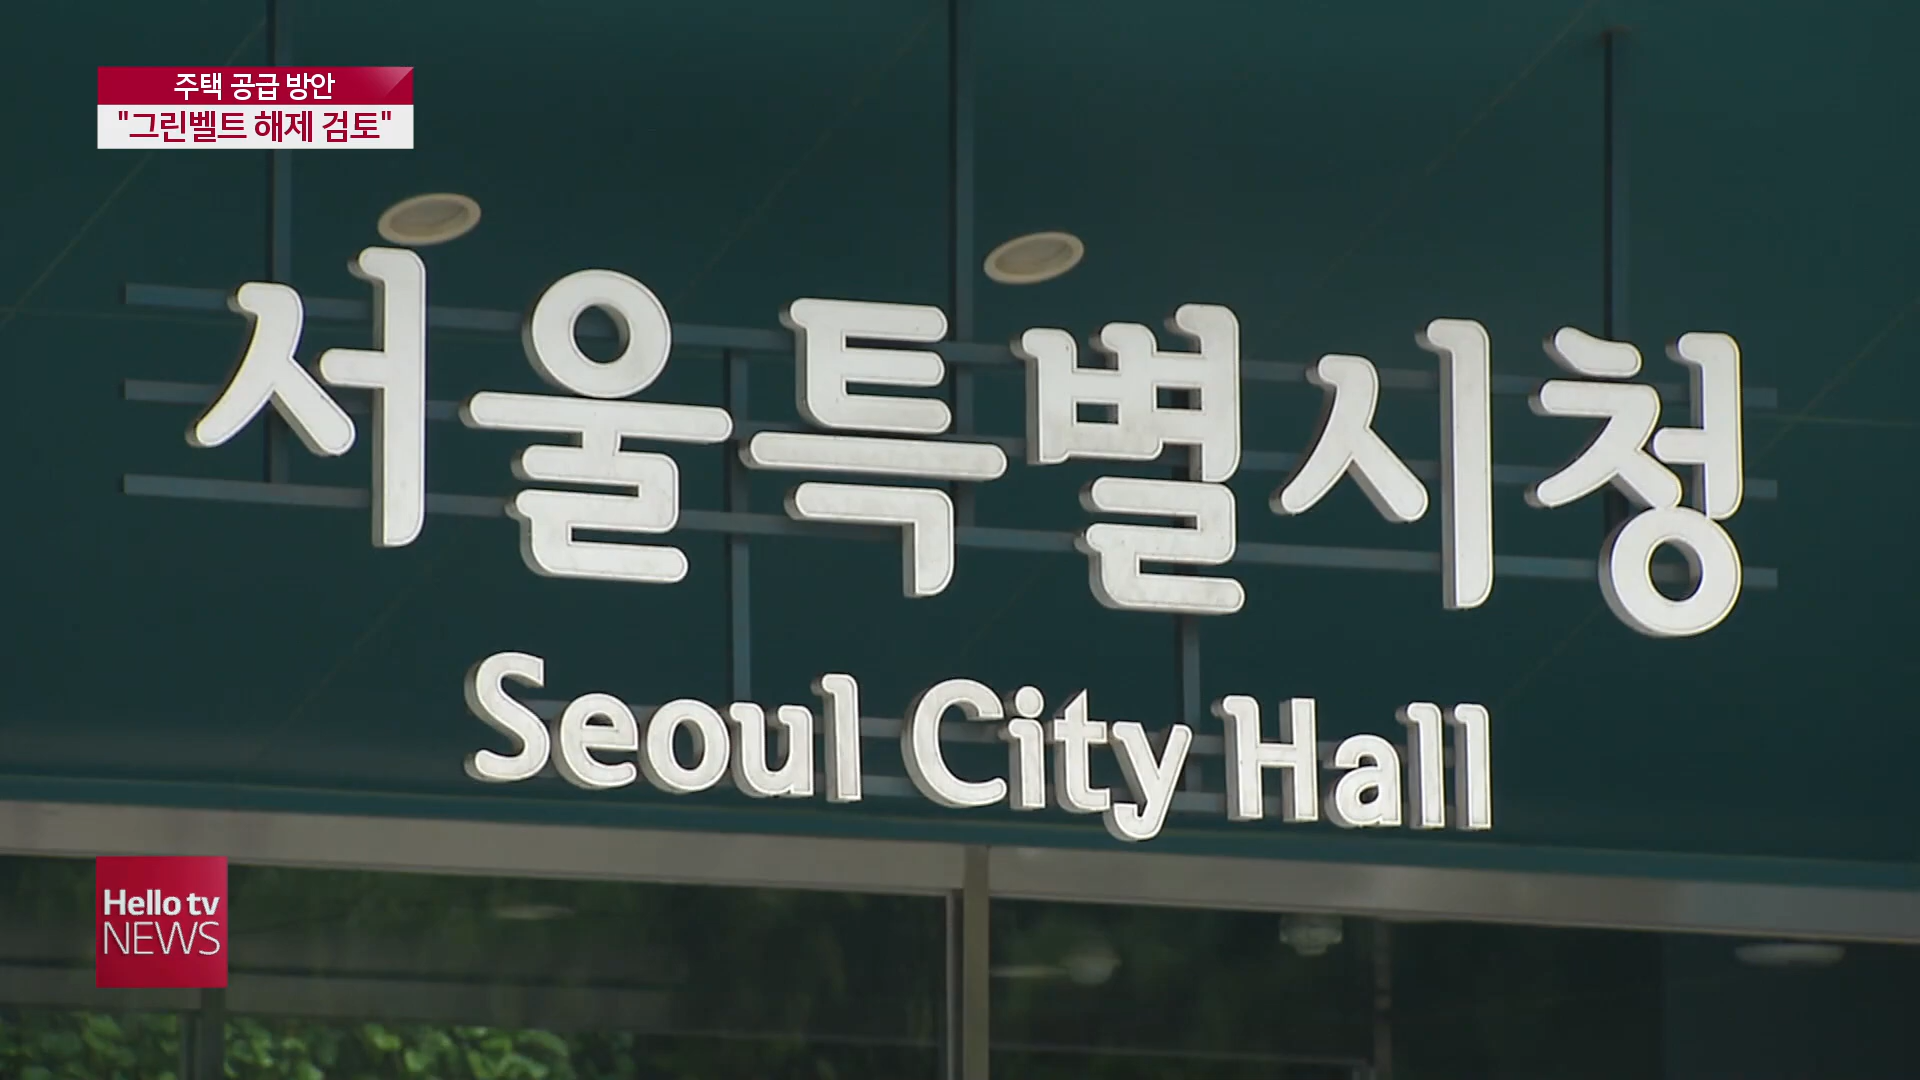 주택 공급 방안
"그린벨트 해제 검토"
서울특별시청
Seoul City Hall
Hello tv
NEWS